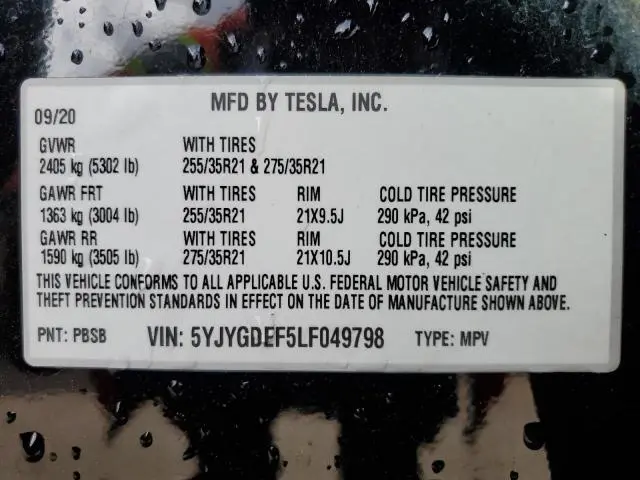 MFD BY TESLA, INC.
09/20
GVWR WITH TIRES
2405 kg (5302 lb) 255/35R21 & 275/35R21
GAWR FRT WITH TIRES RIM COLD TIRE PRESSURE
1363 kg (3004 lb) 255/35R21 21X9.5J 290 kPa, 42 psi
GAWR RR WITH TIRES RIM COLD TIRE PRESSURE
1590 kg (3505 lb) 275/35R21 21X10.5J 290 kPa, 42 psi
THIS VEHICLE CONFORMS TO ALL APPLICABLE U.S. FEDERAL MOTOR VEHICLE SAFETY AND
THEFT PREVENTION STANDARDS IN EFFECT ON THE DATE OF MANUFACTURE SHOWN ABOVE.
PNT: PBSB VIN: 5YJYGDEF5LF049798 TYPE: MPV